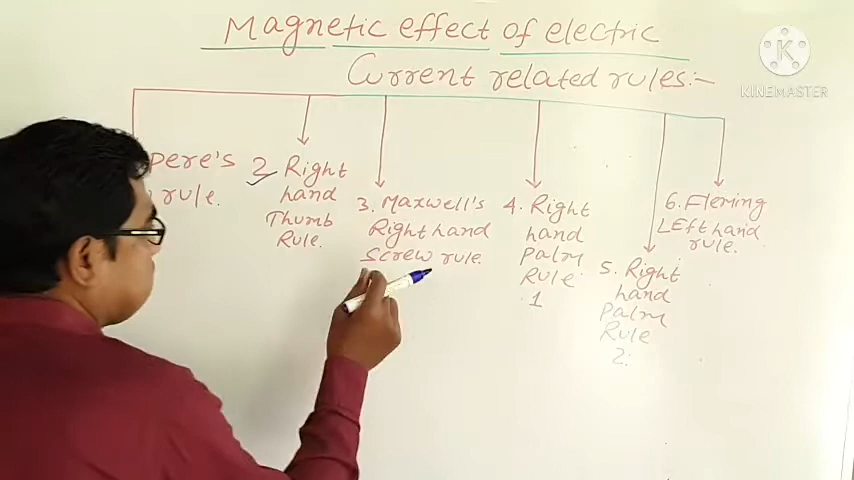 Magnetic effect of electric
Current related rules:-
K
KINEMASTER
pere's
rule.
2 Right
hand
Thumb
Rule.
3. Maxwell's
Right hand
Screw rule.
4. Right
hand
palm
Rule
1
5. Right
hand
palm
Rule
2:
6. Fleming
LEft hand
rule.